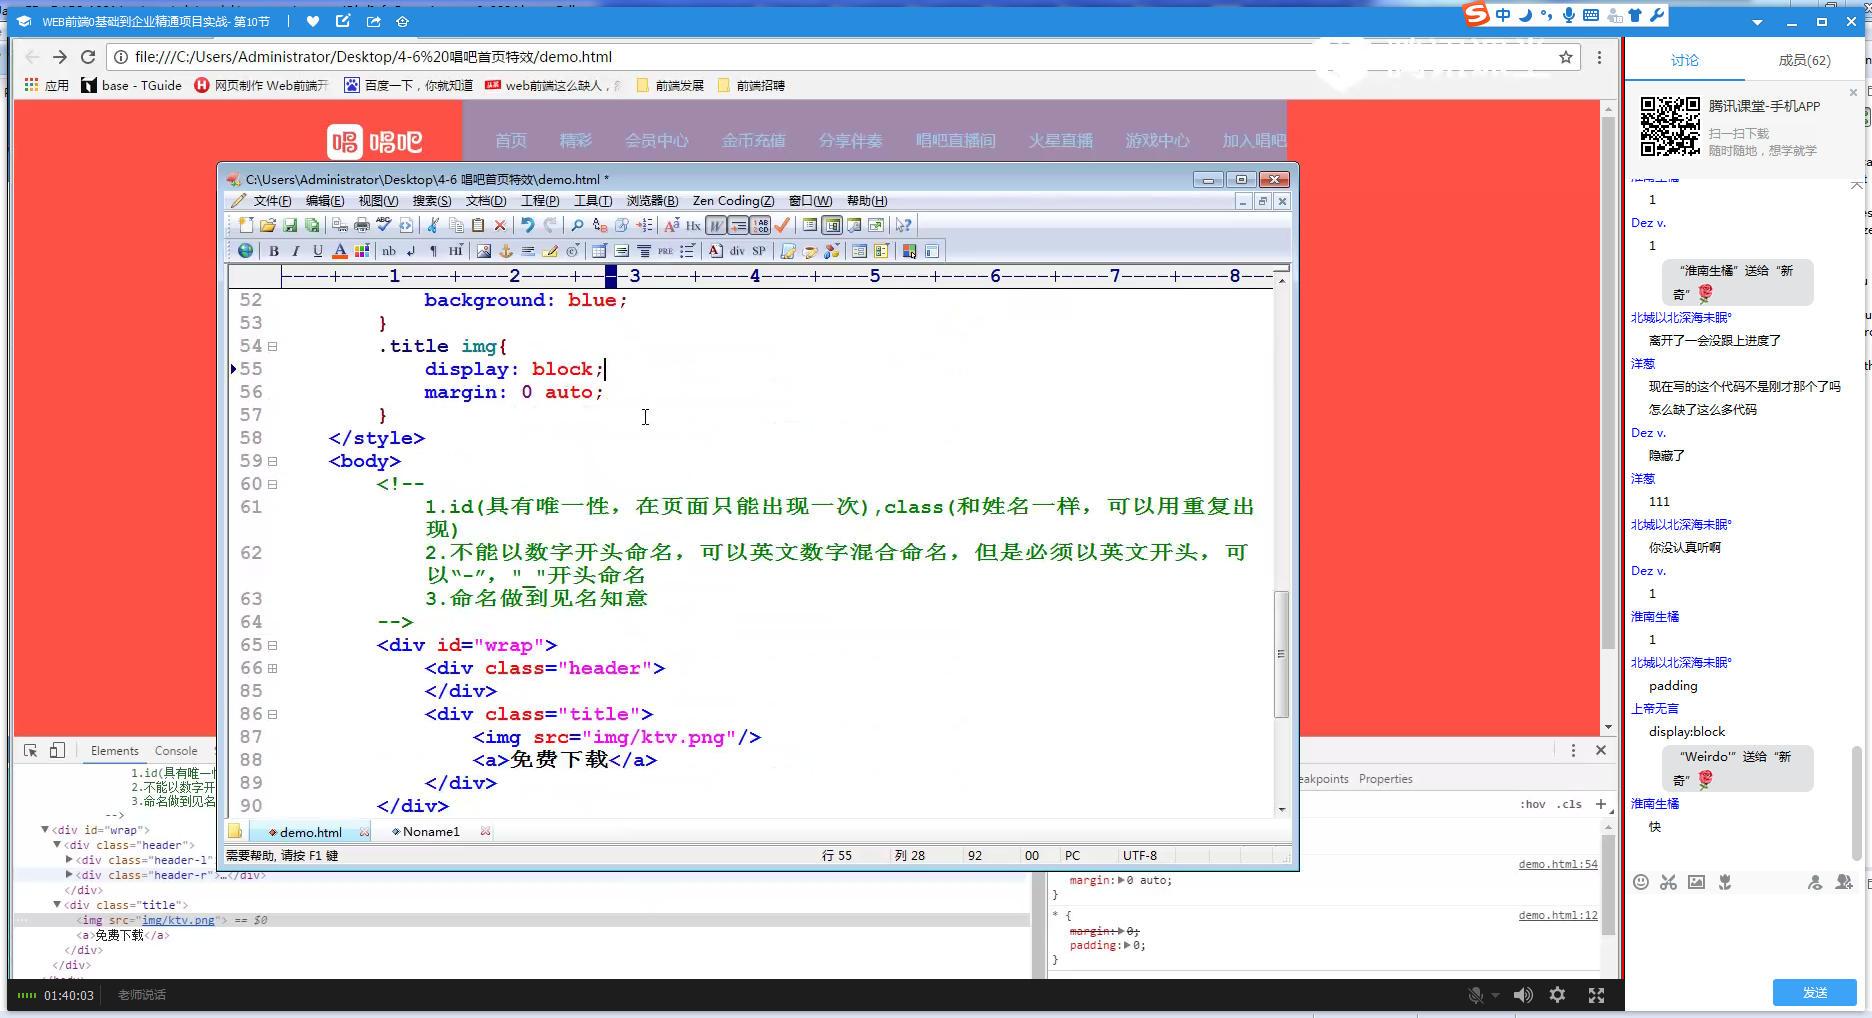 WEB前端0基础到企业精通项目实战- 第10节
file:///C:/Users/Administrator/Desktop/4-6%20唱吧首页特效/demo.html
应用 base - TGuide 网页制作 Web前端开 百度一下，你就知道 web前端这么缺人， 前端发展 前端招聘
唱吧
首页 精彩 会员中心 金币充值 分享伴奏 唱吧直播间 火星直播 游戏中心 加入唱吧
C:\Users\Administrator\Desktop\4-6 唱吧首页特效\demo.html *
文件(F) 编辑(E) 视图(V) 搜索(S) 文档(D) 工程(P) 工具(T) 浏览器(B) Zen Coding(Z) 窗口(W) 帮助(H)
----+----1----+----2----+----3----+----4----+----5----+----6----+----7----+----8--
52 background: blue;
53 }
54 .title img{
55 display: block;
56 margin: 0 auto;
57 }
58 </style>
59 <body>
60 <!--
61 1.id(具有唯一性，在页面只能出现一次),class(和姓名一样，可以用重复出
现)
62 2.不能以数字开头命名，可以英文数字混合命名，但是必须以英文开头，可
以“-”，"_"开头命名
63 3.命名做到见名知意
64 -->
65 <div id="wrap">
66 <div class="header">
85 </div>
86 <div class="title">
87 <img src="img/ktv.png"/>
88 <a>免费下载</a>
89 </div>
90 </div>
demo.html Noname1
需要帮助, 请按 F1 键 行 55 列 28 92 00 PC UTF-8
Elements Console
1.id(具有唯一性
2.不能以数字开
3.命名做到见名
-->
<div id="wrap">
<div class="header">
<div class="header-l"
<div class="header-r">…</div>
</div>
<div class="title">
<img src="img/ktv.png"> == $0
<a>免费下载</a>
</div>
</div>
eakpoints Properties
:hov .cls +
demo.html:54
margin: 0 auto;
}
* { demo.html:12
margin: 0;
padding: 0;
}
01:40:03 老师说话
讨论 成员(62)
腾讯课堂-手机APP
扫一扫下载
随时随地，想学就学
淮南生橘
1
Dez v.
1
“淮南生橘”送给“新
奇”
北城以北深海未眠°
离开了一会没跟上进度了
洋葱
现在写的这个代码不是刚才那个了吗
怎么缺了这么多代码
Dez v.
隐藏了
洋葱
111
北城以北深海未眠°
你没认真听啊
Dez v.
1
淮南生橘
1
北城以北深海未眠°
padding
上帝无言
display:block
“Weirdo'”送给“新
奇”
淮南生橘
快
发送